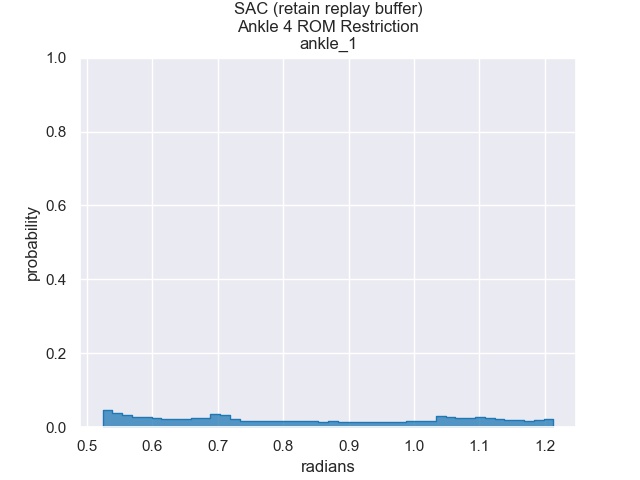 SAC (retain replay buffer)
Ankle 4 ROM Restriction
ankle_1
1.0
0.8
0.6
0.4
0.2
0.0
probability
0.5 0.6 0.7 0.8 0.9 1.0 1.1 1.2
radians